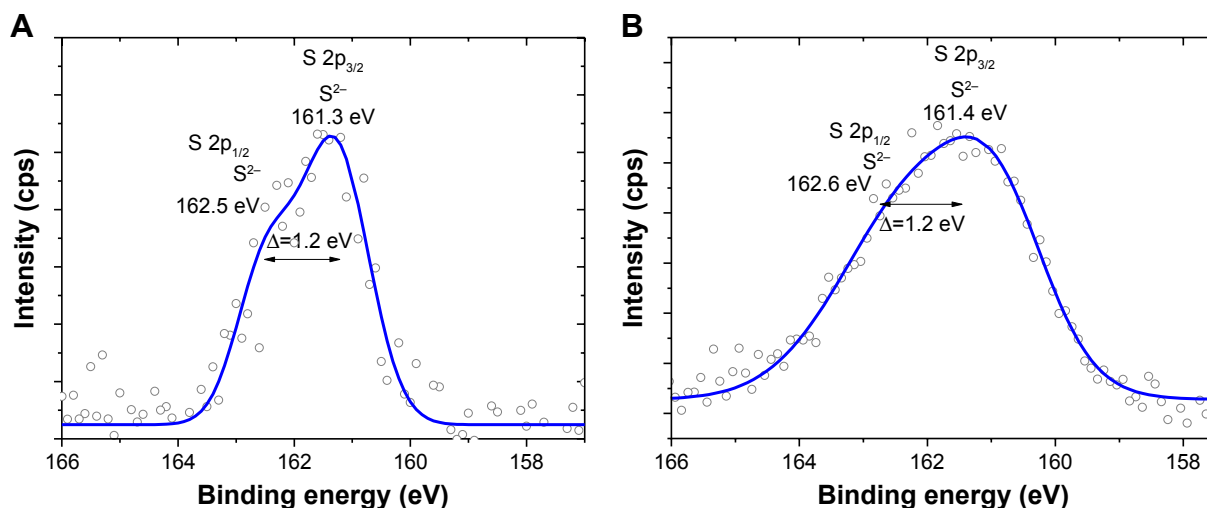 A
S 2p3/2
S2−
161.3 eV
S 2p1/2
S2−
162.5 eV
Δ=1.2 eV
Intensity (cps)
166 164 162 160 158
Binding energy (eV)
B
S 2p3/2
S2−
161.4 eV
S 2p1/2
S2−
162.6 eV
Δ=1.2 eV
Intensity (cps)
166 164 162 160 158
Binding energy (eV)